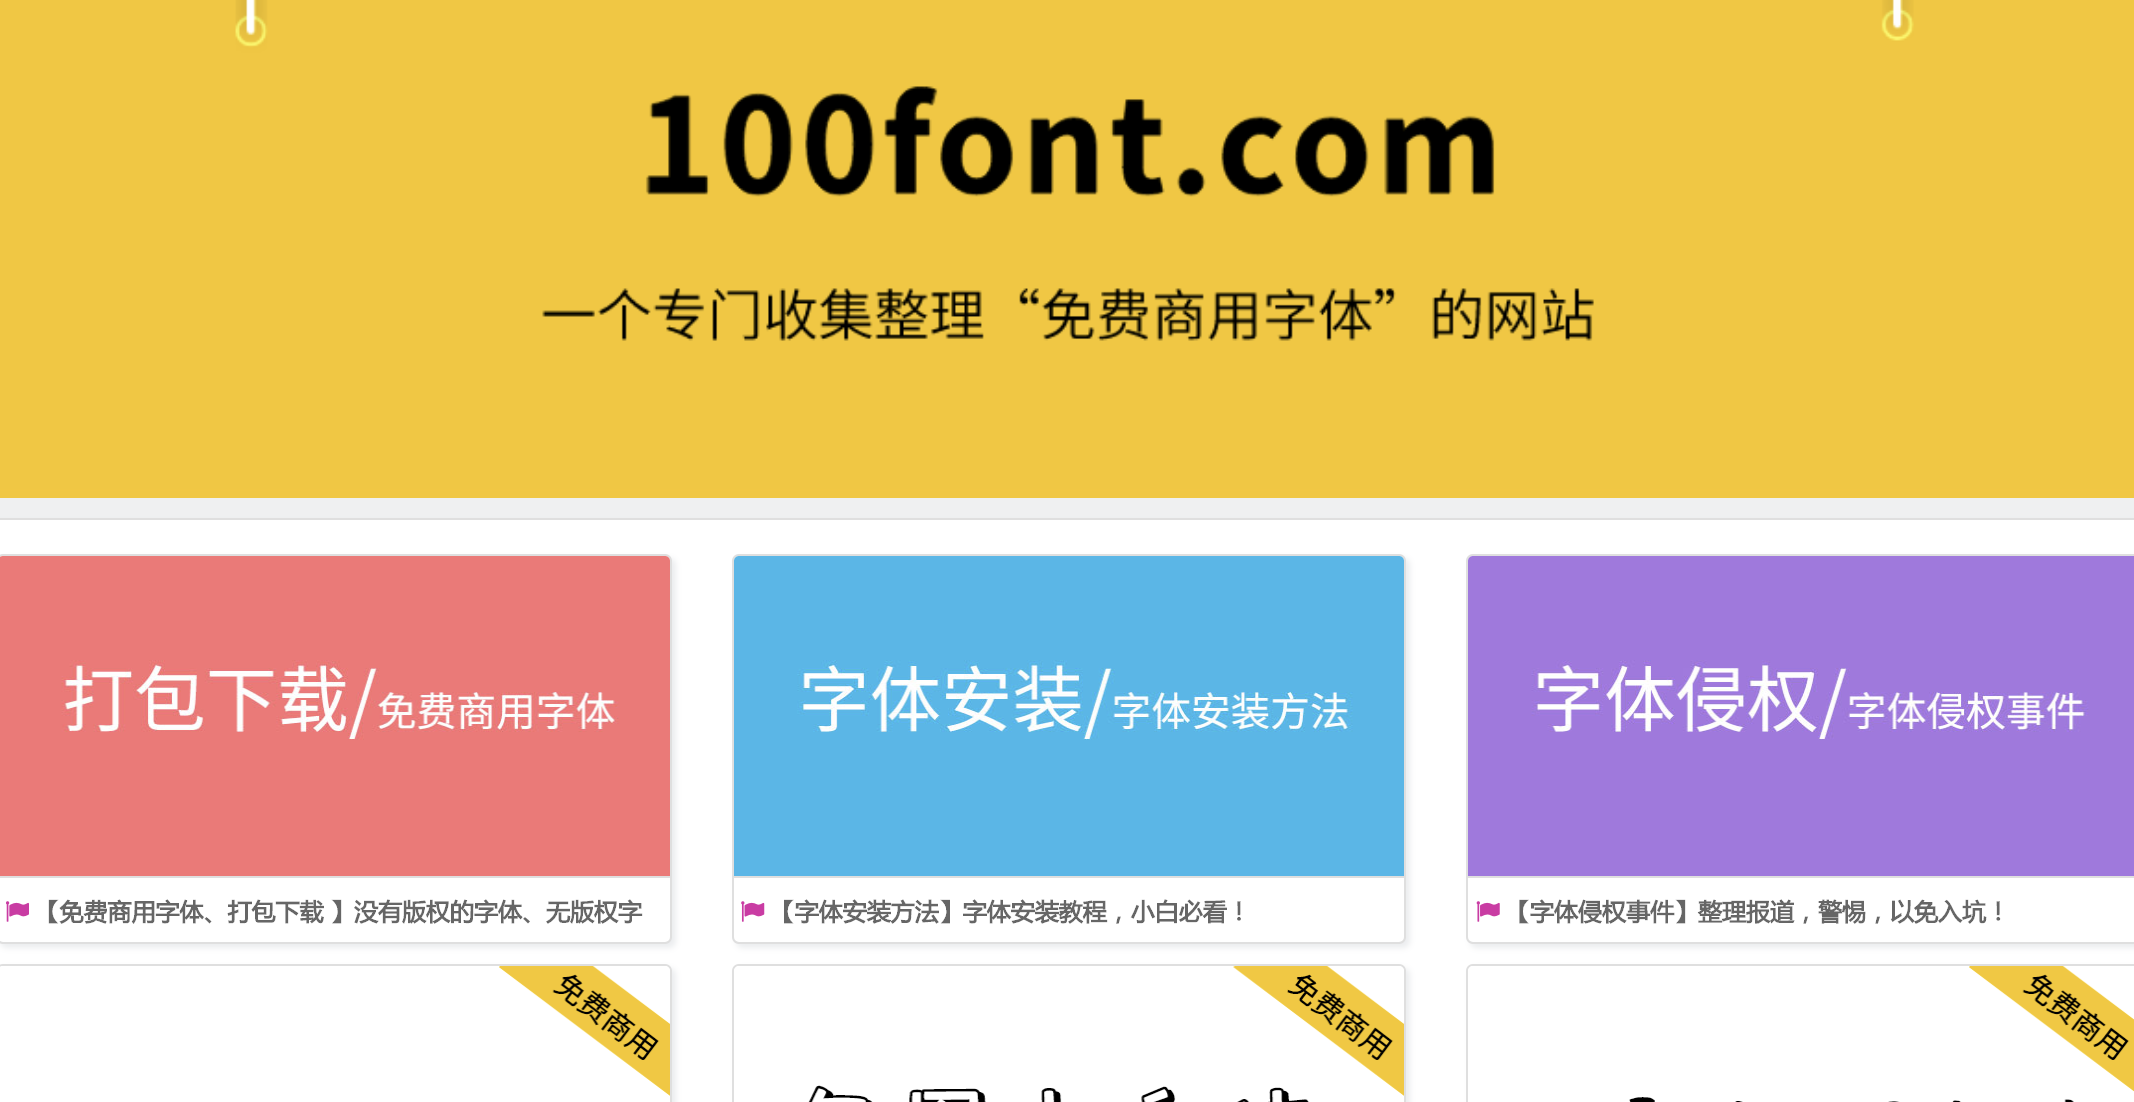 100font.com
一个专门收集整理“免费商用字体”的网站
打包下载/免费商用字体
字体安装/字体安装方法
字体侵权/字体侵权事件
【免费商用字体、打包下载 】没有版权的字体、无版权字
【字体安装方法】字体安装教程，小白必看！
【字体侵权事件】整理报道，警惕，以免入坑！
免费商用
免费商用
免费商用